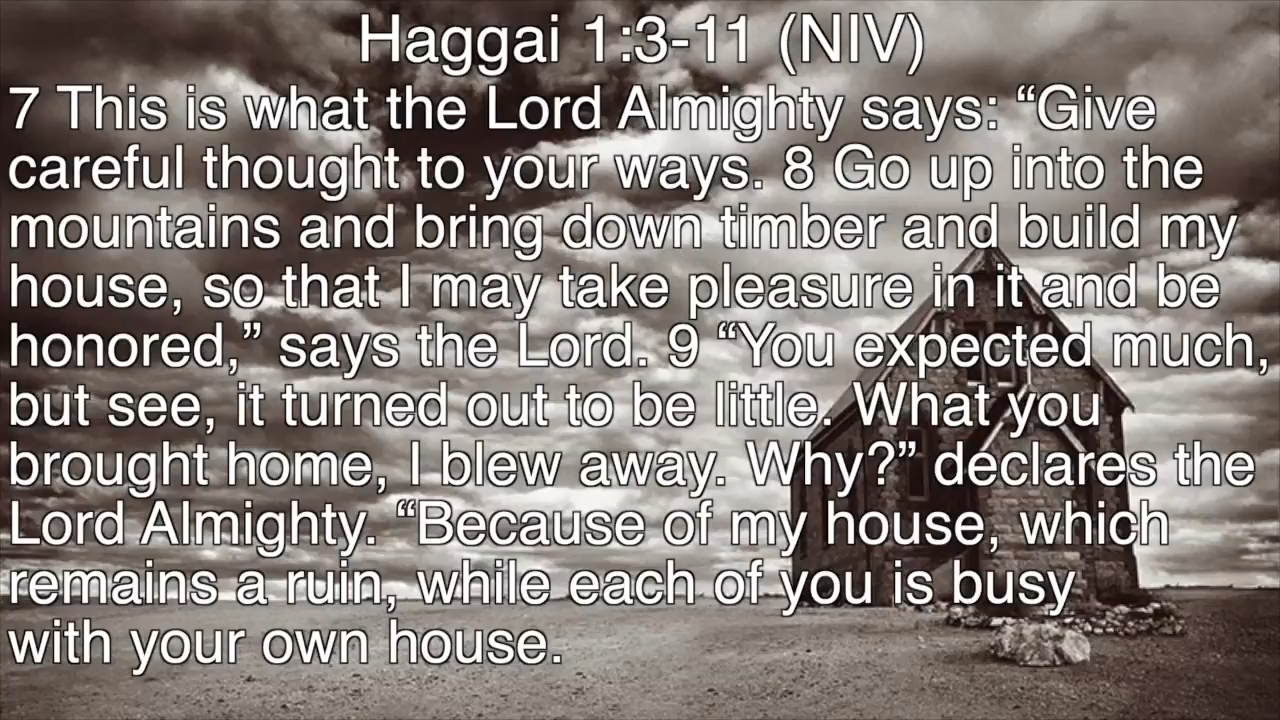 Haggai 1:3-11 (NIV)
7 This is what the Lord Almighty says: “Give
careful thought to your ways. 8 Go up into the
mountains and bring down timber and build my
house, so that I may take pleasure in it and be
honored,” says the Lord. 9 “You expected much,
but see, it turned out to be little. What you
brought home, I blew away. Why?” declares the
Lord Almighty. “Because of my house, which
remains a ruin, while each of you is busy
with your own house.